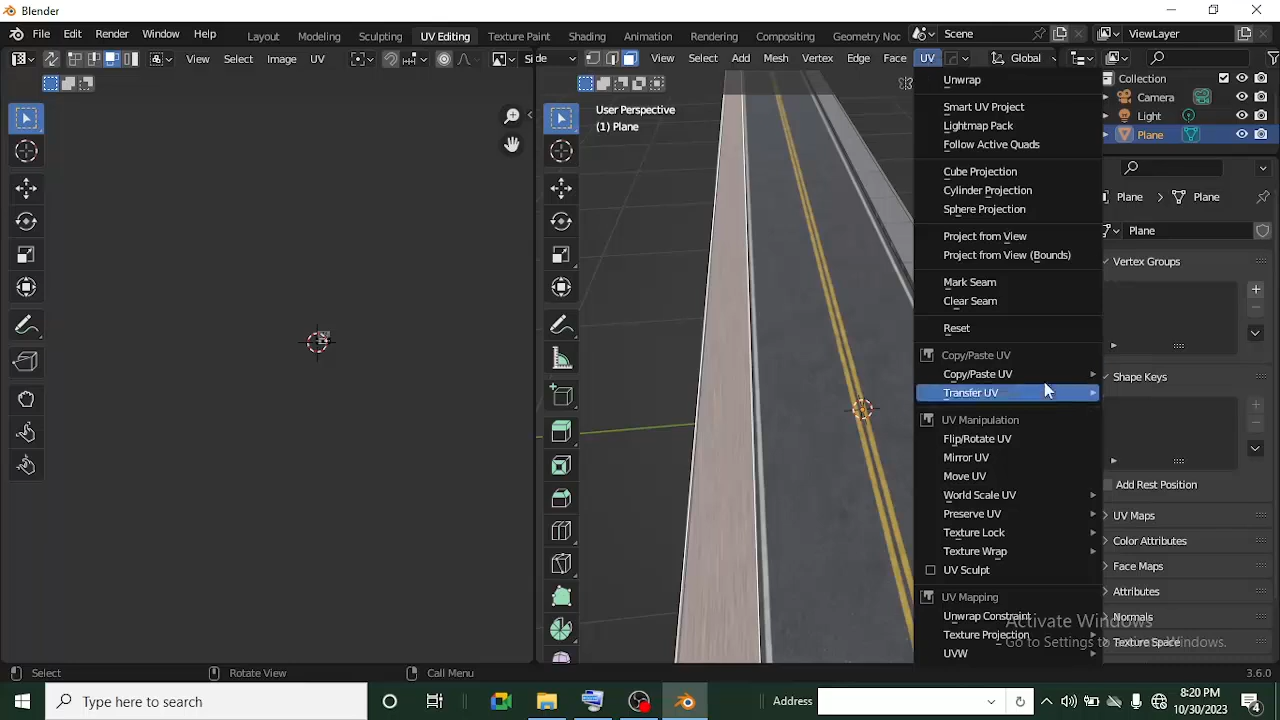 Blender
File Edit Render Window Help Layout Modeling Sculpting UV Editing Texture Paint Shading Animation Rendering Compositing Geometry Noc Scene ViewLayer
View Select Image UV Side View Select Add Mesh Vertex Edge Face UV Global
User Perspective
(1) Plane
Unwrap
Smart UV Project
Lightmap Pack
Follow Active Quads
Cube Projection
Cylinder Projection
Sphere Projection
Project from View
Project from View (Bounds)
Mark Seam
Clear Seam
Reset
Copy/Paste UV
Copy/Paste UV
Transfer UV
UV Manipulation
Flip/Rotate UV
Mirror UV
Move UV
World Scale UV
Preserve UV
Texture Lock
Texture Wrap
UV Sculpt
UV Mapping
Unwrap Constraint
Texture Projection
UVW
Collection
Camera
Light
Plane
Plane Plane
Plane
Vertex Groups
Shape Keys
Add Rest Position
UV Maps
Color Attributes
Face Maps
Attributes
Normals
Texture Space
Activate Windows
Go to Settings to activate Windows.
Select Rotate View Call Menu 3.6.0
Type here to search Address 8:20 PM
10/30/2023 4